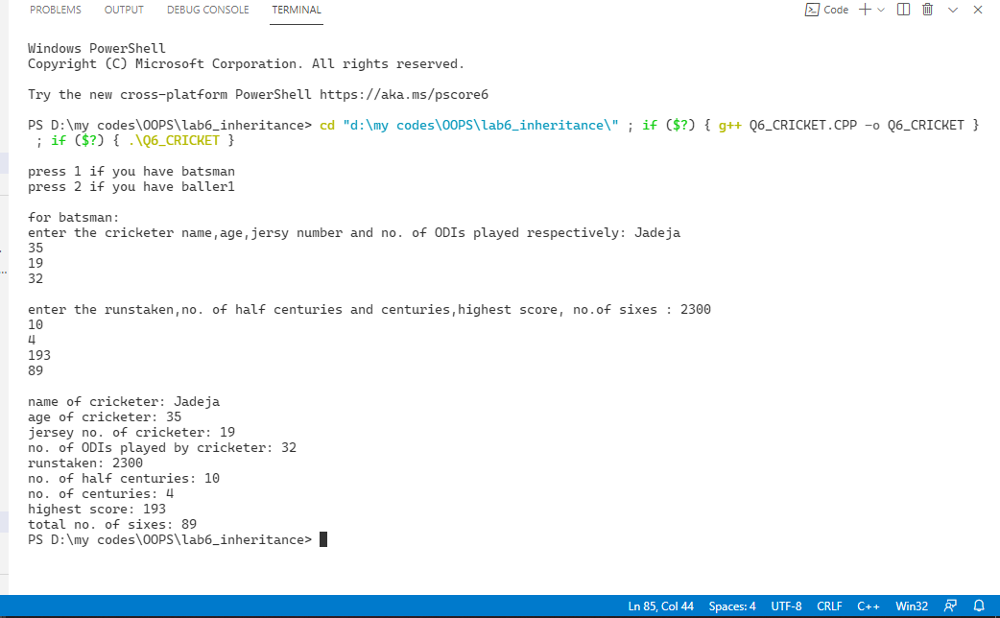 PROBLEMS OUTPUT DEBUG CONSOLE TERMINAL Code
Windows PowerShell
Copyright (C) Microsoft Corporation. All rights reserved.
Try the new cross-platform PowerShell https://aka.ms/pscore6
PS D:\my codes\OOPS\lab6_inheritance> cd "d:\my codes\OOPS\lab6_inheritance\" ; if ($?) { g++ Q6_CRICKET.CPP -o Q6_CRICKET }
; if ($?) { .\Q6_CRICKET }
press 1 if you have batsman
press 2 if you have baller1
for batsman:
enter the cricketer name,age,jersy number and no. of ODIs played respectively: Jadeja
35
19
32
enter the runstaken,no. of half centuries and centuries,highest score, no.of sixes : 2300
10
4
193
89
name of cricketer: Jadeja
age of cricketer: 35
jersey no. of cricketer: 19
no. of ODIs played by cricketer: 32
runstaken: 2300
no. of half centuries: 10
no. of centuries: 4
highest score: 193
total no. of sixes: 89
PS D:\my codes\OOPS\lab6_inheritance>
Ln 85, Col 44 Spaces: 4 UTF-8 CRLF C++ Win32